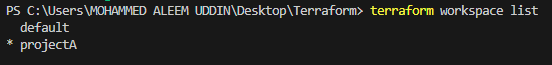 PS C:\Users\MOHAMMED ALEEM UDDIN\Desktop\Terraform> terraform workspace list
  default
* projectA